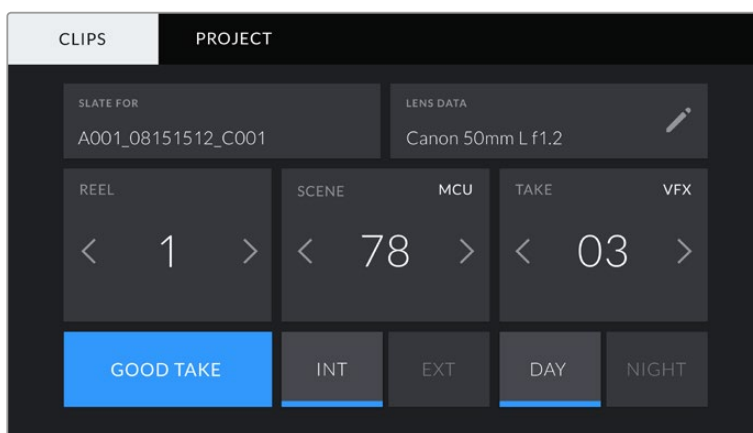 CLIPS PROJECT
SLATE FOR LENS DATA
A001_08151512_C001 Canon 50mm L f1.2
REEL SCENE MCU TAKE VFX
1 78 03
GOOD TAKE INT EXT DAY NIGHT